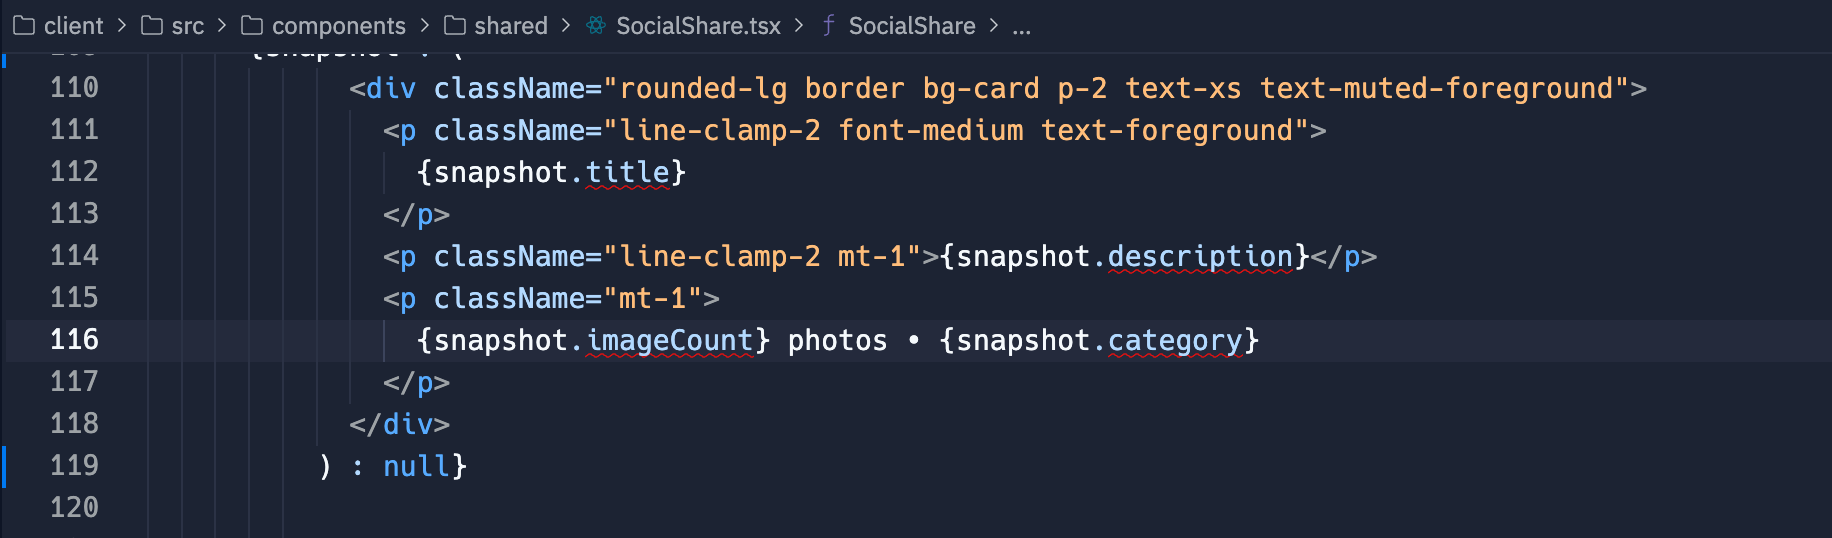 client > src > components > shared > SocialShare.tsx > SocialShare > ...
{snapshot ? (
110 <div className="rounded-lg border bg-card p-2 text-xs text-muted-foreground">
111 <p className="line-clamp-2 font-medium text-foreground">
112 {snapshot.title}
113 </p>
114 <p className="line-clamp-2 mt-1">{snapshot.description}</p>
115 <p className="mt-1">
116 {snapshot.imageCount} photos • {snapshot.category}
117 </p>
118 </div>
119 ) : null}
120